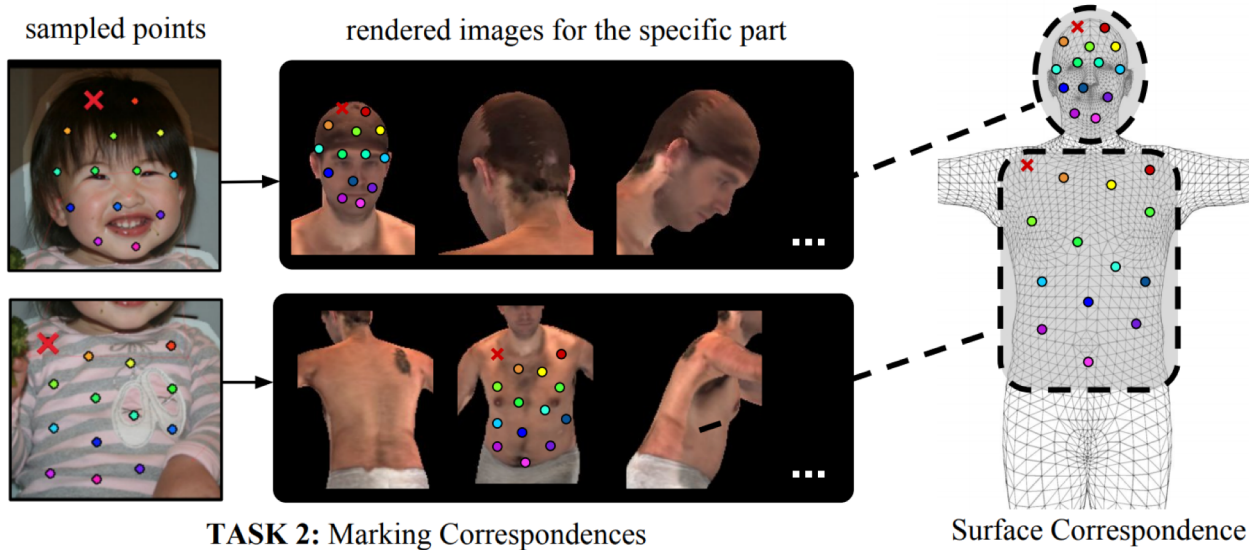 sampled points
rendered images for the specific part
TASK 2: Marking Correspondences
Surface Correspondence